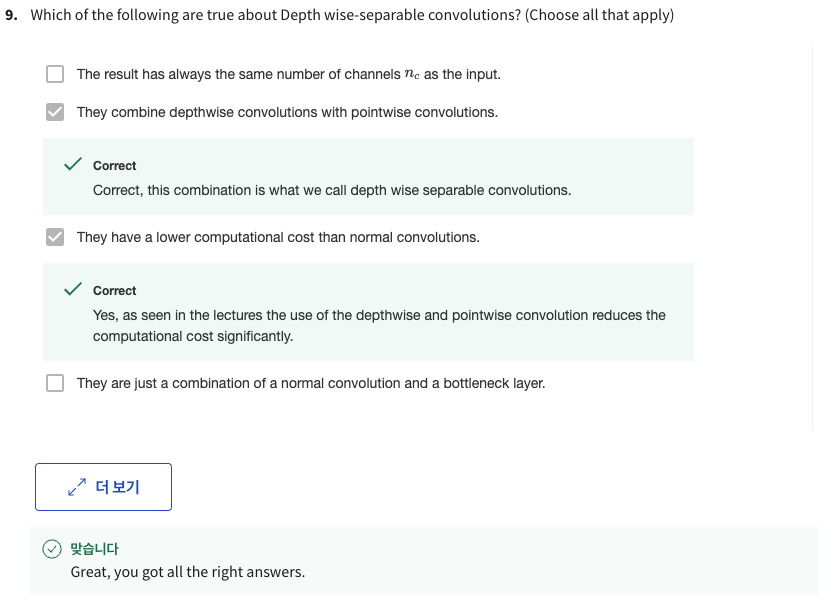 9. Which of the following are true about Depth wise-separable convolutions? (Choose all that apply)
The result has always the same number of channels n_c as the input.
They combine depthwise convolutions with pointwise convolutions.
Correct
Correct, this combination is what we call depth wise separable convolutions.
They have a lower computational cost than normal convolutions.
Correct
Yes, as seen in the lectures the use of the depthwise and pointwise convolution reduces the
computational cost significantly.
They are just a combination of a normal convolution and a bottleneck layer.
더 보기
맞습니다
Great, you got all the right answers.